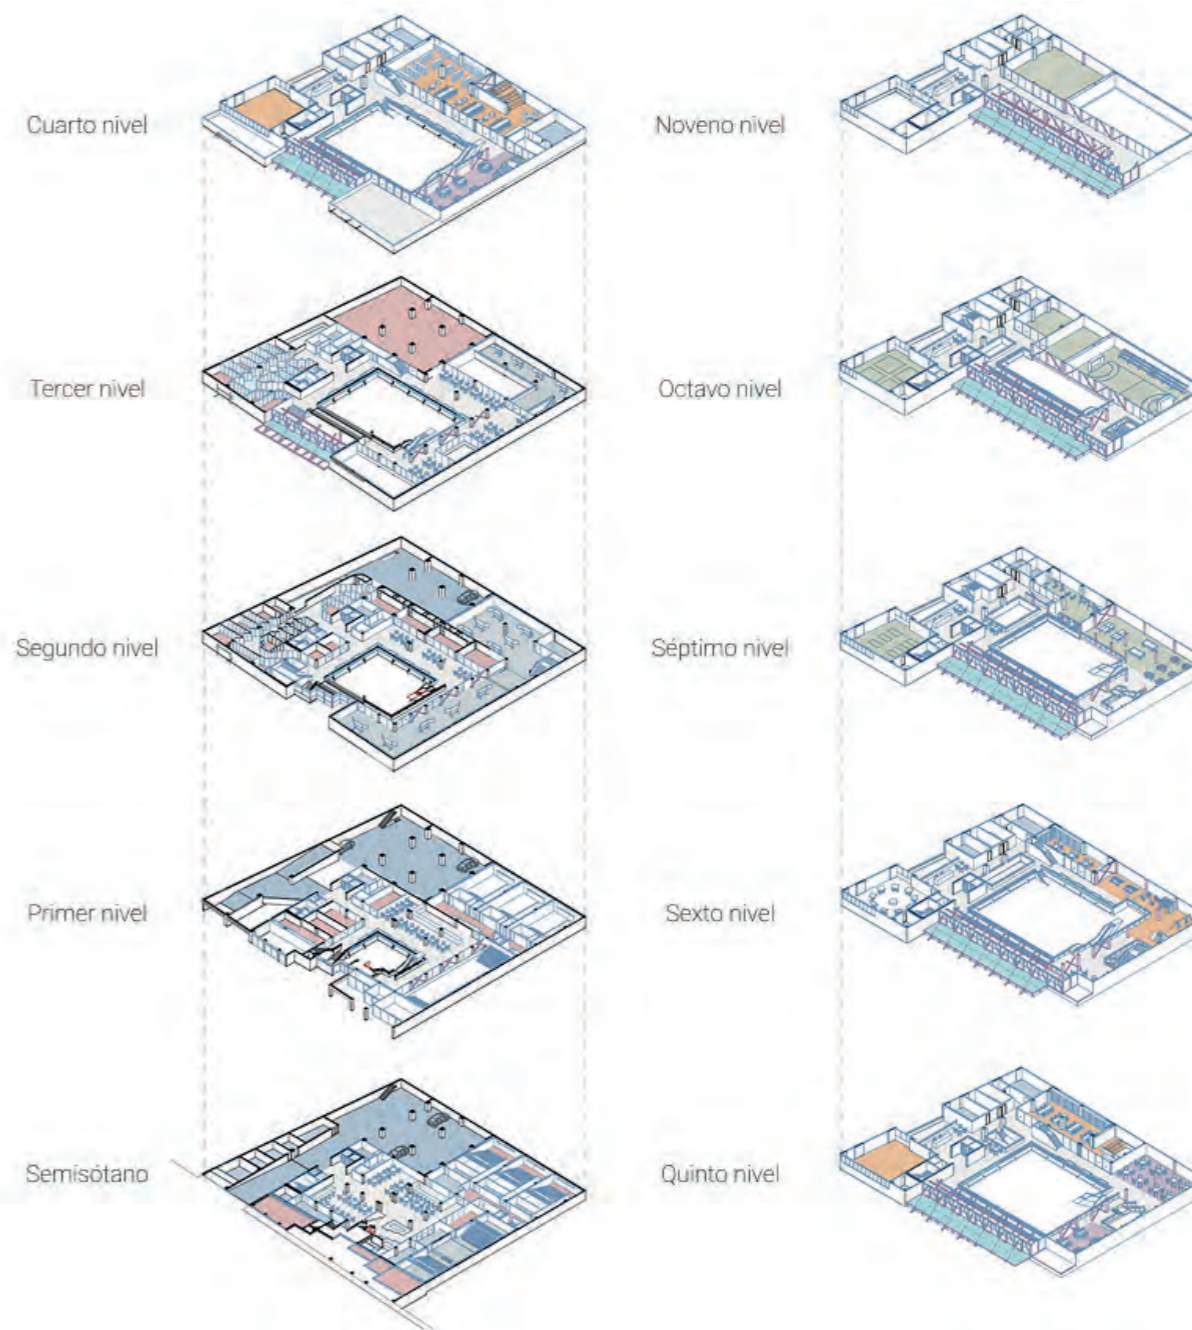 Cuarto nivel
Tercer nivel
Segundo nivel
Primer nivel
Semisótano
Noveno nivel
Octavo nivel
Séptimo nivel
Sexto nivel
Quinto nivel